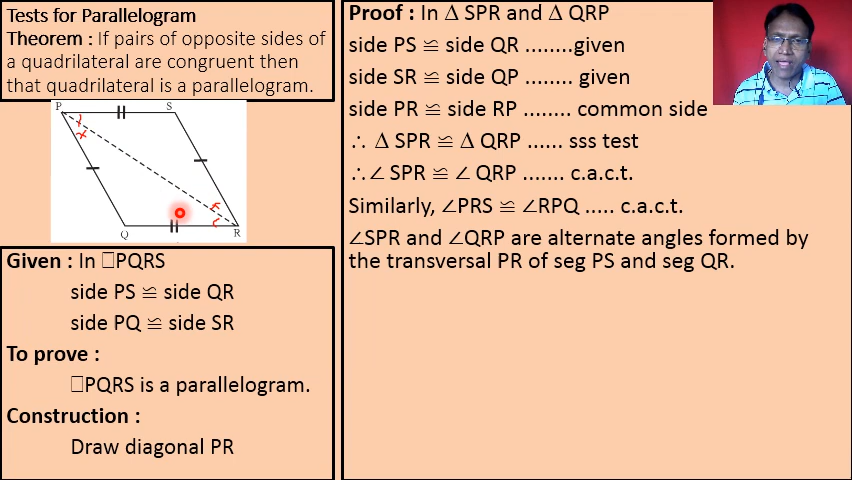 Tests for Parallelogram
Theorem : If pairs of opposite sides of
a quadrilateral are congruent then
that quadrilateral is a parallelogram.
P
S
Q
R
Given : In □PQRS
side PS ≌ side QR
side PQ ≌ side SR
To prove :
□PQRS is a parallelogram.
Construction :
Draw diagonal PR
Proof : In Δ SPR and Δ QRP
side PS ≌ side QR ........given
side SR ≌ side QP ........ given
side PR ≌ side RP ........ common side
∴ Δ SPR ≌ Δ QRP ...... sss test
∴∠ SPR ≌ ∠ QRP ....... c.a.c.t.
Similarly, ∠PRS ≌ ∠RPQ ..... c.a.c.t.
∠SPR and ∠QRP are alternate angles formed by
the transversal PR of seg PS and seg QR.